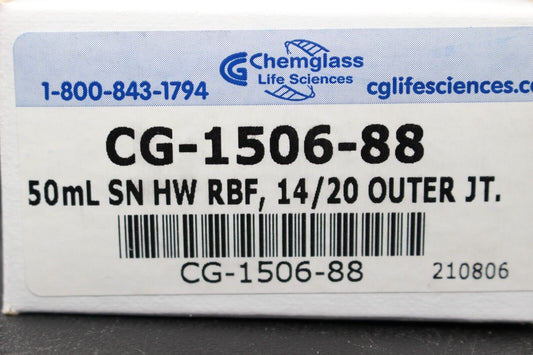 Chemglass
Life Sciences
1-800-843-1794
cglifesciences.co
CG-1506-88
50mL SN HW RBF, 14/20 OUTER JT.
CG-1506-88
210806